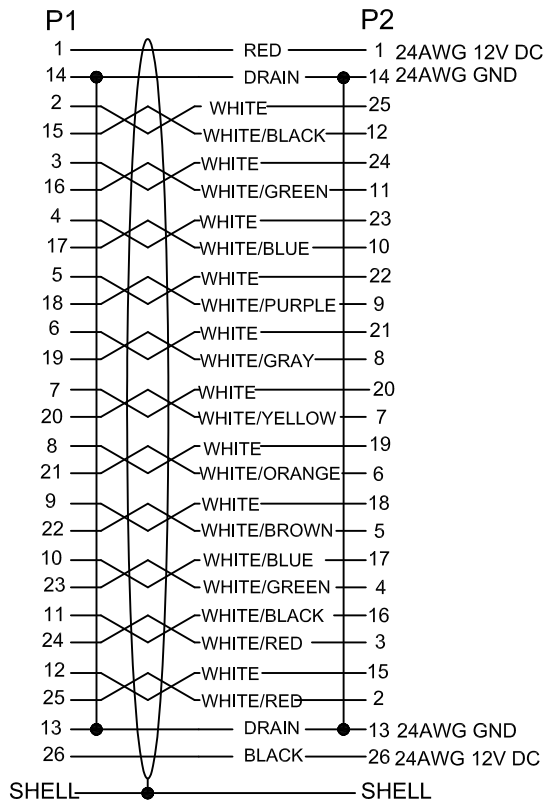 P1 P2
1 RED 1 24AWG 12V DC
14 DRAIN 14 24AWG GND
2 WHITE 25
15 WHITE/BLACK 12
3 WHITE 24
16 WHITE/GREEN 11
4 WHITE 23
17 WHITE/BLUE 10
5 WHITE 22
18 WHITE/PURPLE 9
6 WHITE 21
19 WHITE/GRAY 8
7 WHITE 20
20 WHITE/YELLOW 7
8 WHITE 19
21 WHITE/ORANGE 6
9 WHITE 18
22 WHITE/BROWN 5
10 WHITE/BLUE 17
23 WHITE/GREEN 4
11 WHITE/BLACK 16
24 WHITE/RED 3
12 WHITE 15
25 WHITE/RED 2
13 DRAIN 13 24AWG GND
26 BLACK 26 24AWG 12V DC
SHELL SHELL